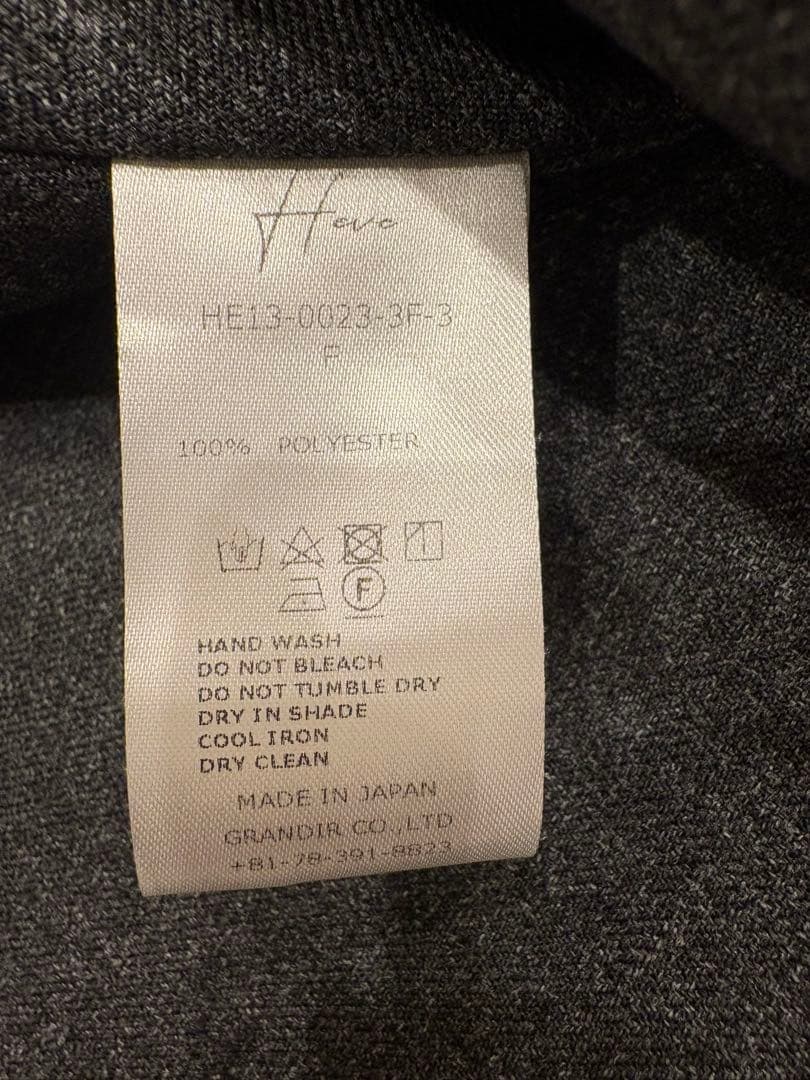 Heve
HE13-0023-3F-3
F
100% POLYESTER
F
HAND WASH
DO NOT BLEACH
DO NOT TUMBLE DRY
DRY IN SHADE
COOL IRON
DRY CLEAN
MADE IN JAPAN
GRANDIR CO.,LTD
+81-78-391-8823